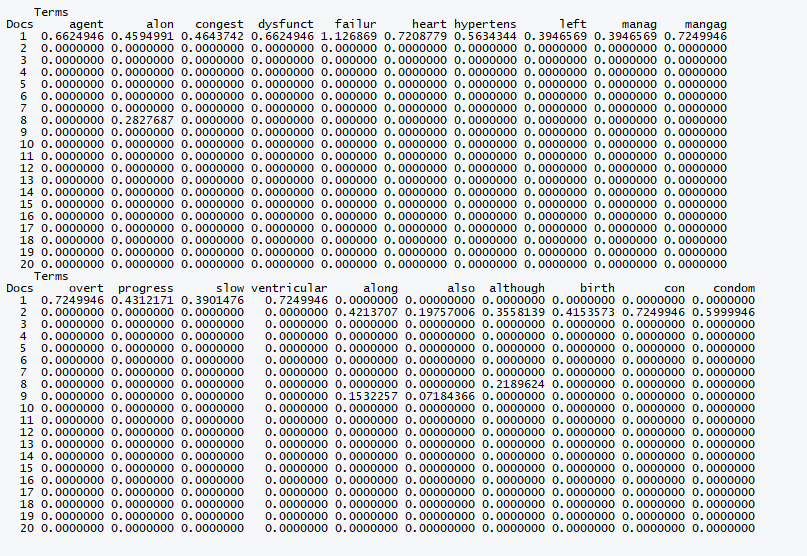 Terms
Docs agent alon congest dysfunct failur heart hypertens left manag mangag
1 0.6624946 0.4594991 0.4643742 0.6624946 1.126869 0.7208779 0.5634344 0.3946569 0.3946569 0.7249946
2 0.0000000 0.0000000 0.0000000 0.0000000 0.000000 0.0000000 0.0000000 0.0000000 0.0000000 0.0000000
3 0.0000000 0.0000000 0.0000000 0.0000000 0.000000 0.0000000 0.0000000 0.0000000 0.0000000 0.0000000
4 0.0000000 0.0000000 0.0000000 0.0000000 0.000000 0.0000000 0.0000000 0.0000000 0.0000000 0.0000000
5 0.0000000 0.0000000 0.0000000 0.0000000 0.000000 0.0000000 0.0000000 0.0000000 0.0000000 0.0000000
6 0.0000000 0.0000000 0.0000000 0.0000000 0.000000 0.0000000 0.0000000 0.0000000 0.0000000 0.0000000
7 0.0000000 0.0000000 0.0000000 0.0000000 0.000000 0.0000000 0.0000000 0.0000000 0.0000000 0.0000000
8 0.0000000 0.2827687 0.0000000 0.0000000 0.000000 0.0000000 0.0000000 0.0000000 0.0000000 0.0000000
9 0.0000000 0.0000000 0.0000000 0.0000000 0.000000 0.0000000 0.0000000 0.0000000 0.0000000 0.0000000
10 0.0000000 0.0000000 0.0000000 0.0000000 0.000000 0.0000000 0.0000000 0.0000000 0.0000000 0.0000000
11 0.0000000 0.0000000 0.0000000 0.0000000 0.000000 0.0000000 0.0000000 0.0000000 0.0000000 0.0000000
12 0.0000000 0.0000000 0.0000000 0.0000000 0.000000 0.0000000 0.0000000 0.0000000 0.0000000 0.0000000
13 0.0000000 0.0000000 0.0000000 0.0000000 0.000000 0.0000000 0.0000000 0.0000000 0.0000000 0.0000000
14 0.0000000 0.0000000 0.0000000 0.0000000 0.000000 0.0000000 0.0000000 0.0000000 0.0000000 0.0000000
15 0.0000000 0.0000000 0.0000000 0.0000000 0.000000 0.0000000 0.0000000 0.0000000 0.0000000 0.0000000
16 0.0000000 0.0000000 0.0000000 0.0000000 0.000000 0.0000000 0.0000000 0.0000000 0.0000000 0.0000000
17 0.0000000 0.0000000 0.0000000 0.0000000 0.000000 0.0000000 0.0000000 0.0000000 0.0000000 0.0000000
18 0.0000000 0.0000000 0.0000000 0.0000000 0.000000 0.0000000 0.0000000 0.0000000 0.0000000 0.0000000
19 0.0000000 0.0000000 0.0000000 0.0000000 0.000000 0.0000000 0.0000000 0.0000000 0.0000000 0.0000000
20 0.0000000 0.0000000 0.0000000 0.0000000 0.000000 0.0000000 0.0000000 0.0000000 0.0000000 0.0000000
Terms
Docs overt progress slow ventricular along also although birth con condom
1 0.7249946 0.4312171 0.3901476 0.7249946 0.0000000 0.00000000 0.0000000 0.0000000 0.0000000 0.0000000
2 0.0000000 0.0000000 0.0000000 0.0000000 0.4213707 0.19757006 0.3558139 0.4153573 0.7249946 0.5999946
3 0.0000000 0.0000000 0.0000000 0.0000000 0.0000000 0.00000000 0.0000000 0.0000000 0.0000000 0.0000000
4 0.0000000 0.0000000 0.0000000 0.0000000 0.0000000 0.00000000 0.0000000 0.0000000 0.0000000 0.0000000
5 0.0000000 0.0000000 0.0000000 0.0000000 0.0000000 0.00000000 0.0000000 0.0000000 0.0000000 0.0000000
6 0.0000000 0.0000000 0.0000000 0.0000000 0.0000000 0.00000000 0.0000000 0.0000000 0.0000000 0.0000000
7 0.0000000 0.0000000 0.0000000 0.0000000 0.0000000 0.00000000 0.0000000 0.0000000 0.0000000 0.0000000
8 0.0000000 0.0000000 0.0000000 0.0000000 0.0000000 0.00000000 0.2189624 0.0000000 0.0000000 0.0000000
9 0.0000000 0.0000000 0.0000000 0.0000000 0.1532257 0.07184366 0.0000000 0.0000000 0.0000000 0.0000000
10 0.0000000 0.0000000 0.0000000 0.0000000 0.0000000 0.00000000 0.0000000 0.0000000 0.0000000 0.0000000
11 0.0000000 0.0000000 0.0000000 0.0000000 0.0000000 0.00000000 0.0000000 0.0000000 0.0000000 0.0000000
12 0.0000000 0.0000000 0.0000000 0.0000000 0.0000000 0.00000000 0.0000000 0.0000000 0.0000000 0.0000000
13 0.0000000 0.0000000 0.0000000 0.0000000 0.0000000 0.00000000 0.0000000 0.0000000 0.0000000 0.0000000
14 0.0000000 0.0000000 0.0000000 0.0000000 0.0000000 0.00000000 0.0000000 0.0000000 0.0000000 0.0000000
15 0.0000000 0.0000000 0.0000000 0.0000000 0.0000000 0.00000000 0.0000000 0.0000000 0.0000000 0.0000000
16 0.0000000 0.0000000 0.0000000 0.0000000 0.0000000 0.00000000 0.0000000 0.0000000 0.0000000 0.0000000
17 0.0000000 0.0000000 0.0000000 0.0000000 0.0000000 0.00000000 0.0000000 0.0000000 0.0000000 0.0000000
18 0.0000000 0.0000000 0.0000000 0.0000000 0.0000000 0.00000000 0.0000000 0.0000000 0.0000000 0.0000000
19 0.0000000 0.0000000 0.0000000 0.0000000 0.0000000 0.00000000 0.0000000 0.0000000 0.0000000 0.0000000
20 0.0000000 0.0000000 0.0000000 0.0000000 0.0000000 0.00000000 0.0000000 0.0000000 0.0000000 0.0000000